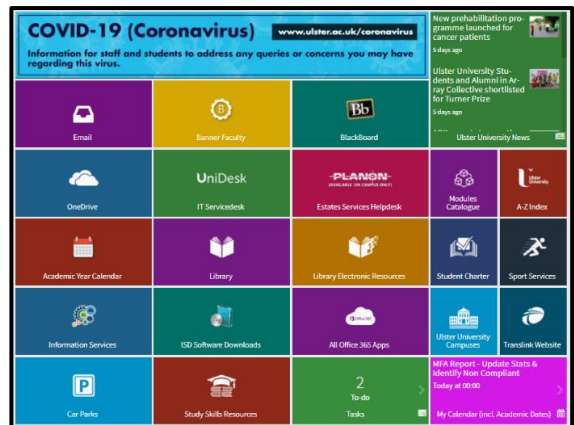 COVID-19 (Coronavirus)
www.ulster.ac.uk/coronavirus
Information for staff and students to address any queries or concerns you may have
regarding this virus.
New prehabilitation pro-
gramme launched for
cancer patients
5 days ago
Ulster University Stu-
dents and Alumni in Ar-
ray Collective shortlisted
for Turner Prize
5 days ago
Ulster University News
Email
B
Banner Faculty
Bb
BlackBoard
OneDrive
UniDesk
IT Servicedesk
-PLANON-
(AVAILABLE ON CAMPUS ONLY)
Estates Services Helpdesk
Modules
Catalogue
Ulster
University
A-Z Index
Academic Year Calendar
Library
Library Electronic Resources
Student Charter
Sport Services
Information Services
ISD Software Downloads
Office 365
All Office 365 Apps
Ulster University
Campuses
Translink Website
P
Car Parks
Study Skills Resources
2
To-do
Tasks
MFA Report - Update Stats &
Identify Non Compliant
Today at 00:00
My Calendar (incl. Academic Dates)